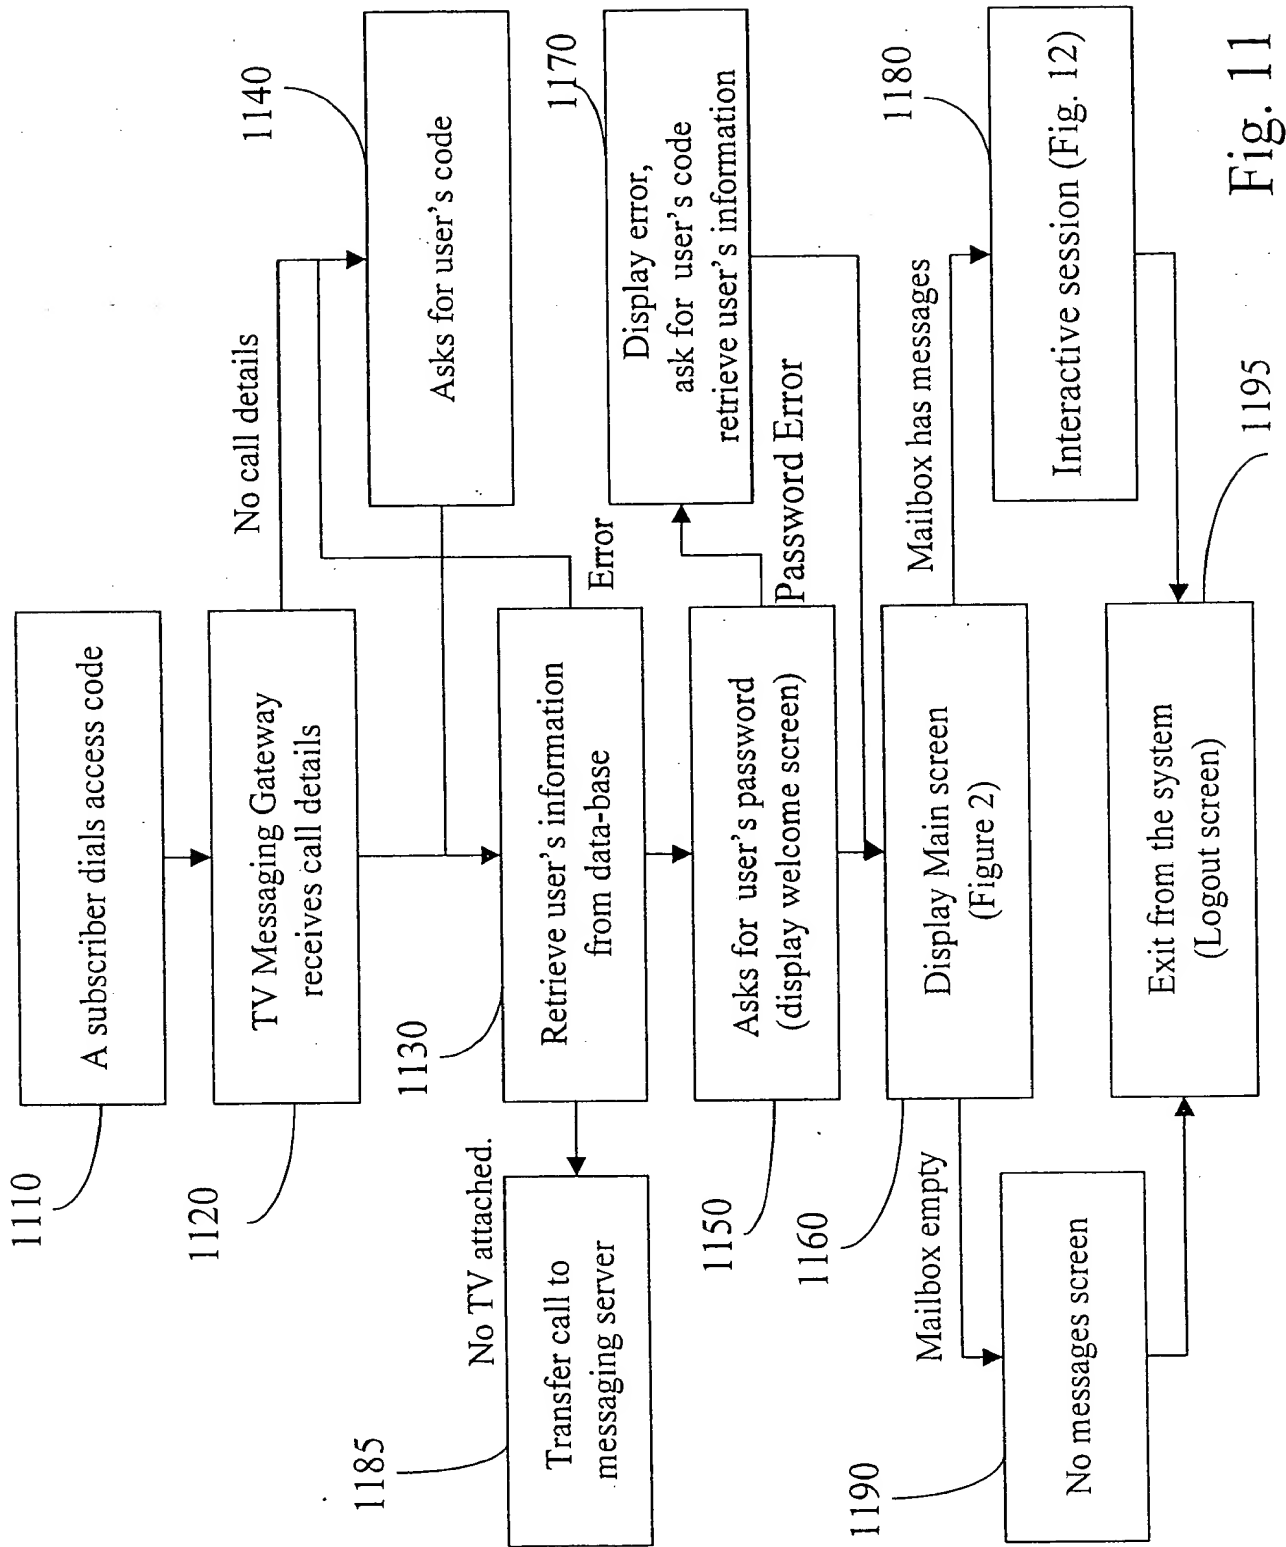 1110
A subscriber dials access code
1120
TV Messaging Gateway
receives call details
No call details
1140
Asks for user's code
1130
Retrieve user's information
from data-base
Error
No TV attached.
1185
Transfer call to
messaging server
1150
Asks for user's password
(display welcome screen)
Password Error
1170
Display error,
ask for user's code
retrieve user's information
1160
Display Main screen
(Figure 2)
Mailbox has messages
1180
Interactive session (Fig. 12)
Mailbox empty
1190
No messages screen
1195
Exit from the system
(Logout screen)
Fig. 11